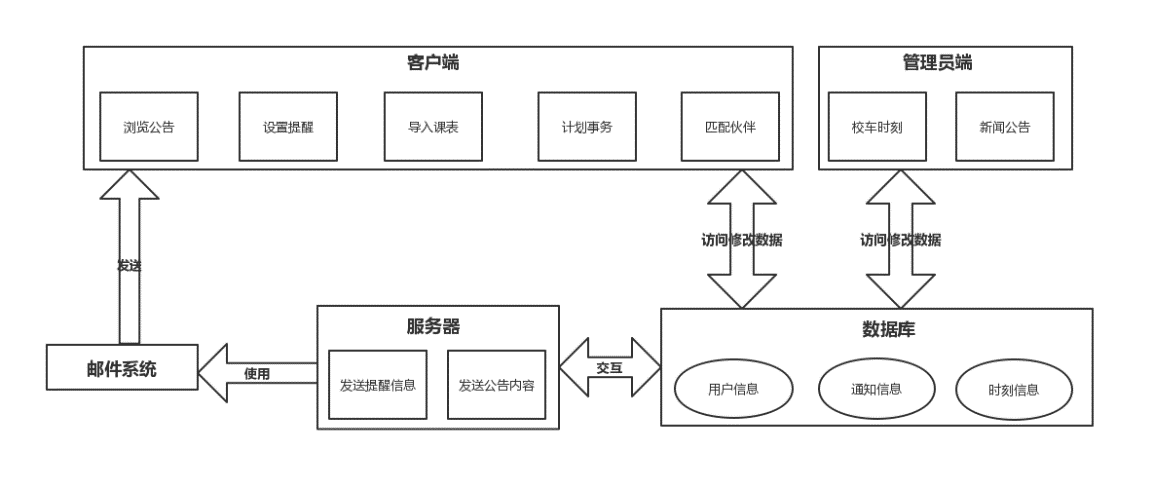 客户端
管理员端
浏览公告
设置提醒
导入课表
计划事务
匹配伙伴
校车时刻
新闻公告
发送
访问修改数据
访问修改数据
服务器
数据库
邮件系统
使用
发送提醒信息
发送公告内容
交互
用户信息
通知信息
时刻信息